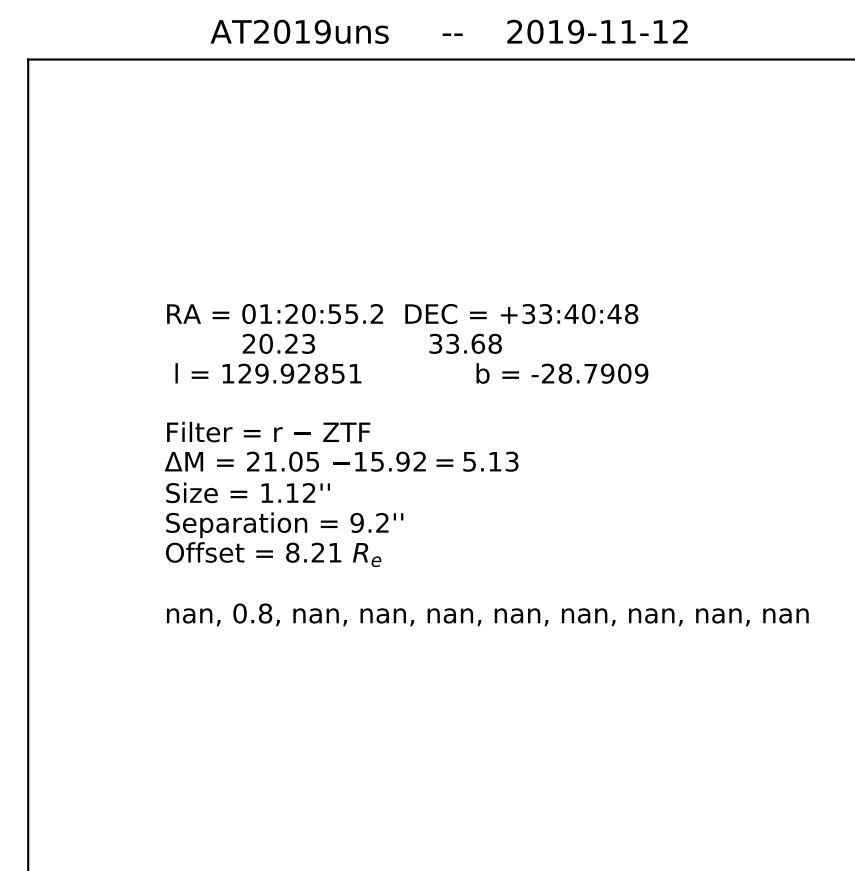 AT2019uns -- 2019-11-12
RA = 01:20:55.2 DEC = +33:40:48
20.23 33.68
l = 129.92851 b = -28.7909
Filter = r − ZTF
ΔM = 21.05 −15.92 = 5.13
Size = 1.12''
Separation = 9.2''
Offset = 8.21 Re
nan, 0.8, nan, nan, nan, nan, nan, nan, nan, nan